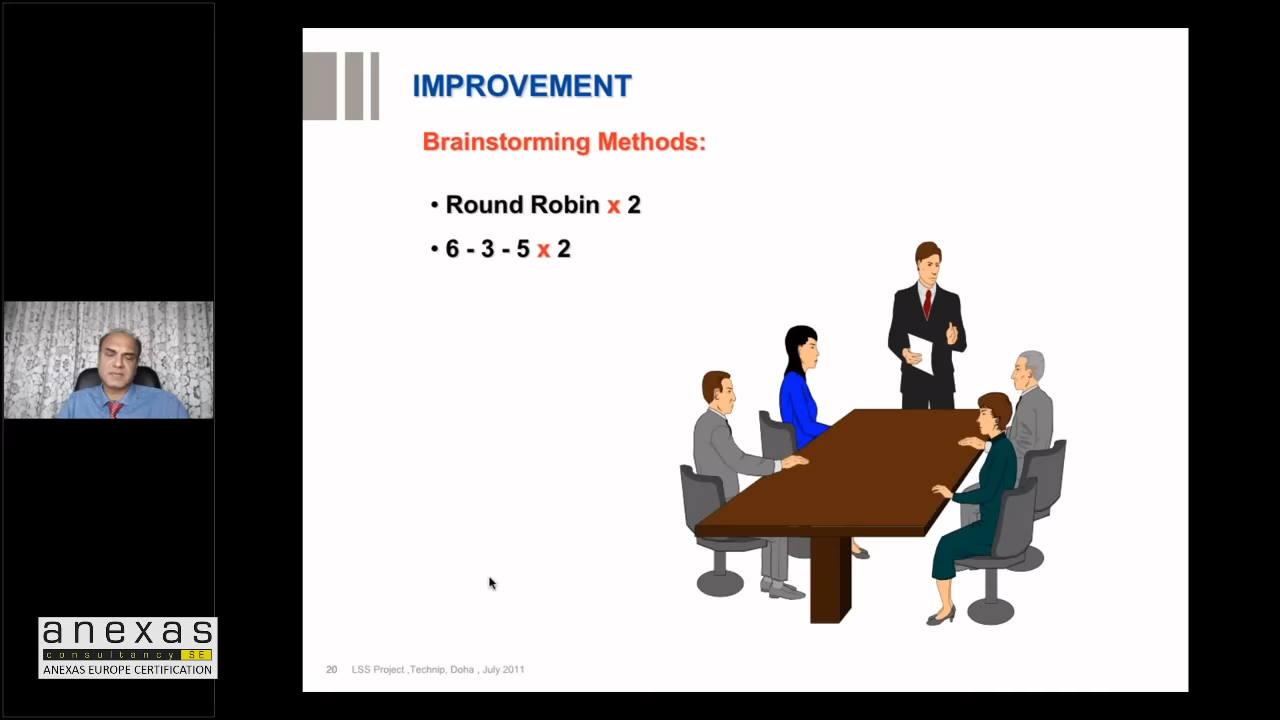 IMPROVEMENT
Brainstorming Methods:
• Round Robin x 2
• 6 - 3 - 5 x 2
20 LSS Project ,Technip, Doha , July 2011
anexas
consultancy SE
ANEXAS EUROPE CERTIFICATION